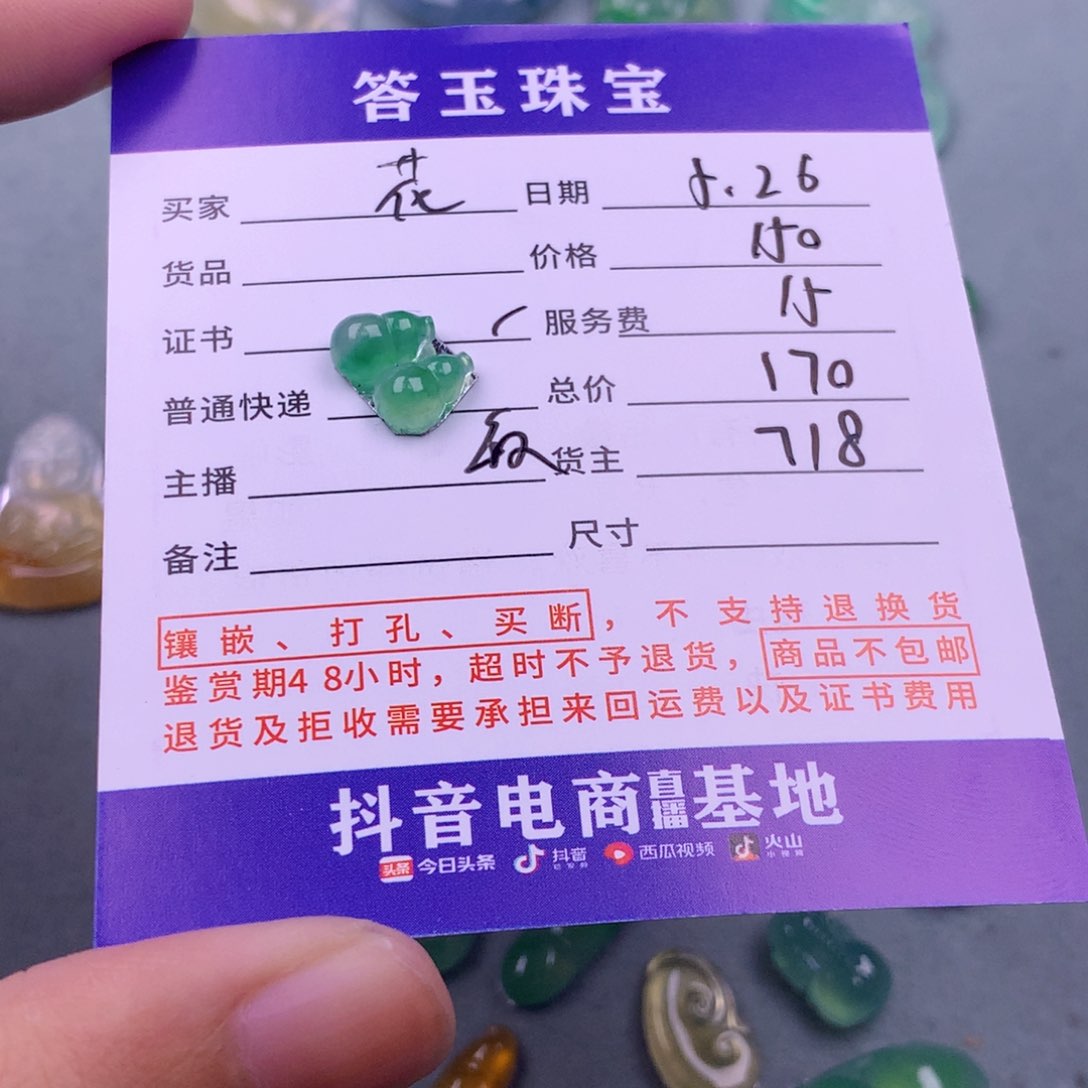 答玉珠宝
买家 花 日期 5.26
货品 价格 150
证书 服务费 15
普通快递 总价 170
主播 货主 718
备注 尺寸
镶嵌、打孔、买断，不支持退换货
鉴赏期48小时，超时不予退货，商品不包邮
退货及拒收需要承担来回运费以及证书费用
抖音电商直播基地
头条 今日头条 抖音 西瓜视频 火山